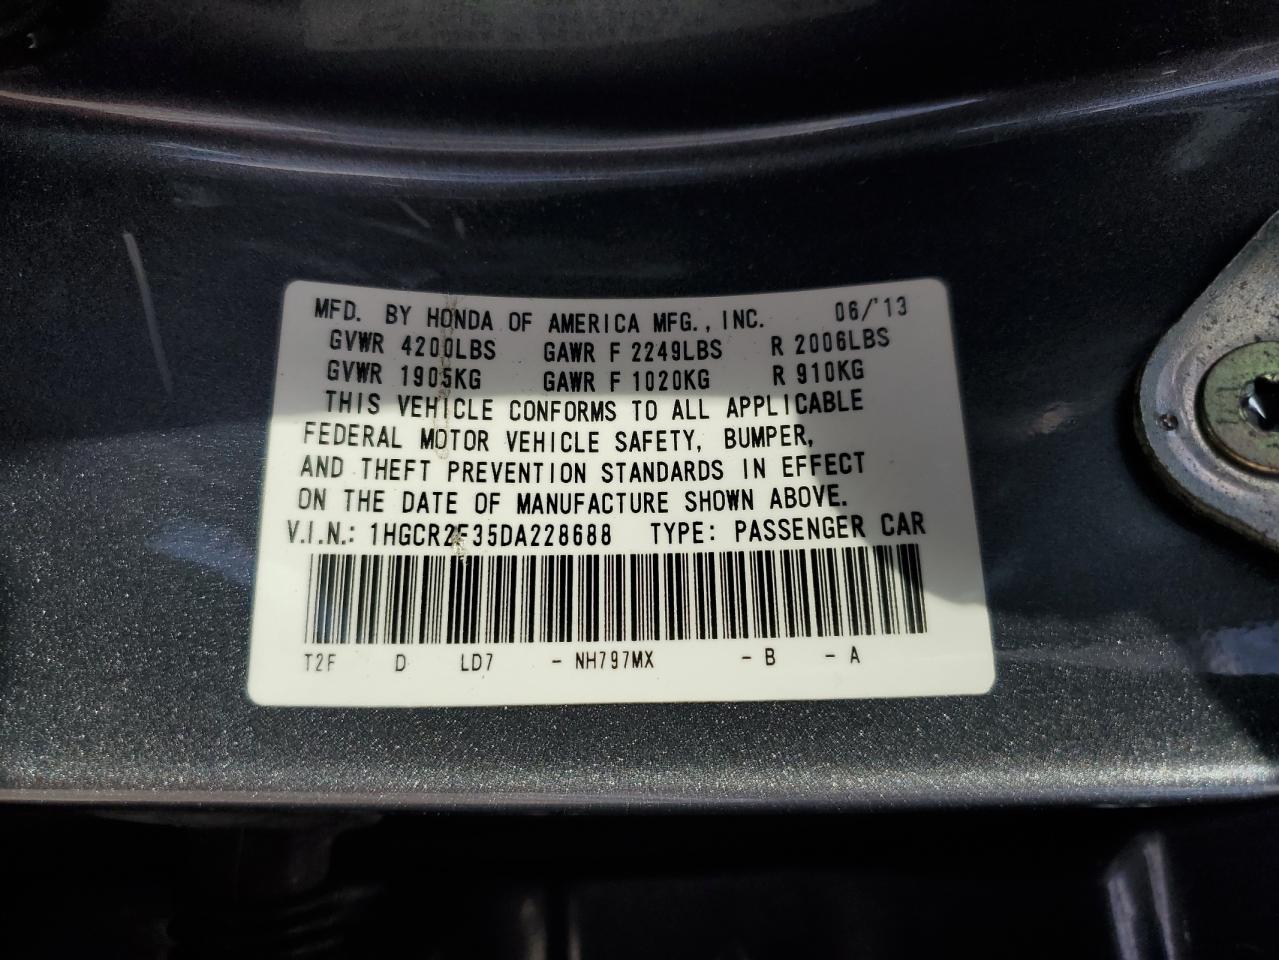 MFD. BY HONDA OF AMERICA MFG., INC. 06/'13
GVWR 4200LBS GAWR F 2249LBS R 2006LBS
GVWR 1905KG GAWR F 1020KG R 910KG
THIS VEHICLE CONFORMS TO ALL APPLICABLE
FEDERAL MOTOR VEHICLE SAFETY, BUMPER,
AND THEFT PREVENTION STANDARDS IN EFFECT
ON THE DATE OF MANUFACTURE SHOWN ABOVE.
V.I.N.: 1HGCR2F35DA228688 TYPE: PASSENGER CAR
T2F D LD7 - NH797MX - B - A